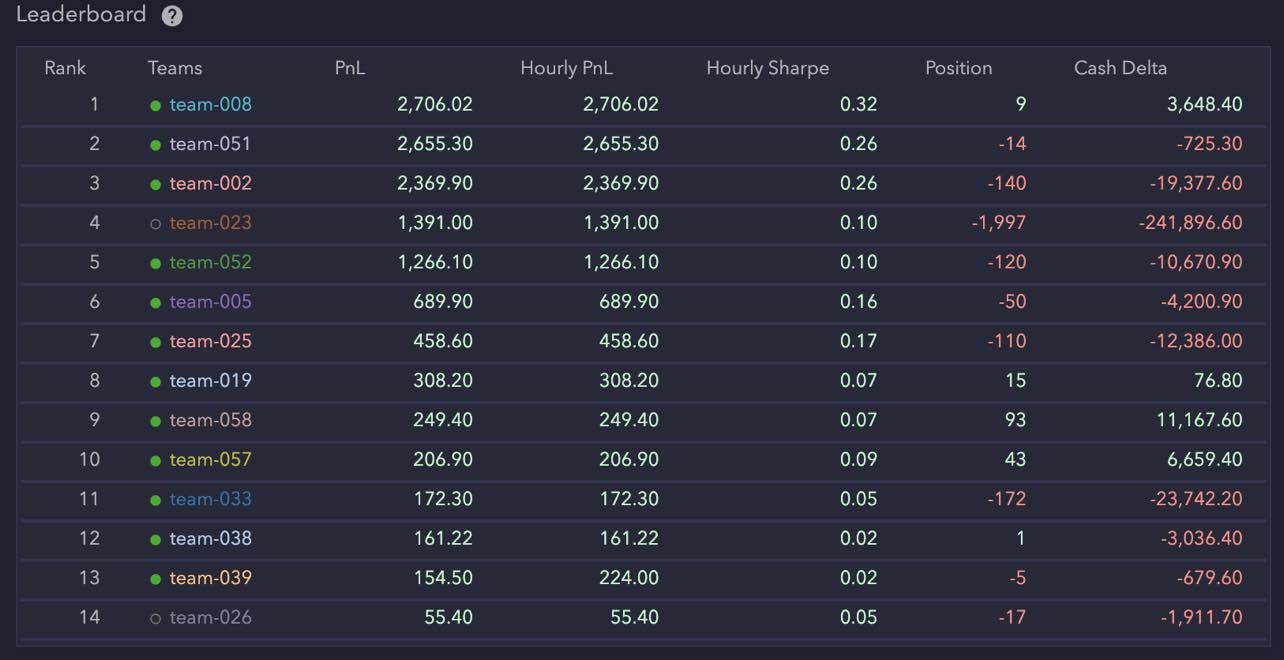 Leaderboard ?
Rank Teams PnL Hourly PnL Hourly Sharpe Position Cash Delta
1 team-008 2,706.02 2,706.02 0.32 9 3,648.40
2 team-051 2,655.30 2,655.30 0.26 -14 -725.30
3 team-002 2,369.90 2,369.90 0.26 -140 -19,377.60
4 team-023 1,391.00 1,391.00 0.10 -1,997 -241,896.60
5 team-052 1,266.10 1,266.10 0.10 -120 -10,670.90
6 team-005 689.90 689.90 0.16 -50 -4,200.90
7 team-025 458.60 458.60 0.17 -110 -12,386.00
8 team-019 308.20 308.20 0.07 15 76.80
9 team-058 249.40 249.40 0.07 93 11,167.60
10 team-057 206.90 206.90 0.09 43 6,659.40
11 team-033 172.30 172.30 0.05 -172 -23,742.20
12 team-038 161.22 161.22 0.02 1 -3,036.40
13 team-039 154.50 224.00 0.02 -5 -679.60
14 team-026 55.40 55.40 0.05 -17 -1,911.70